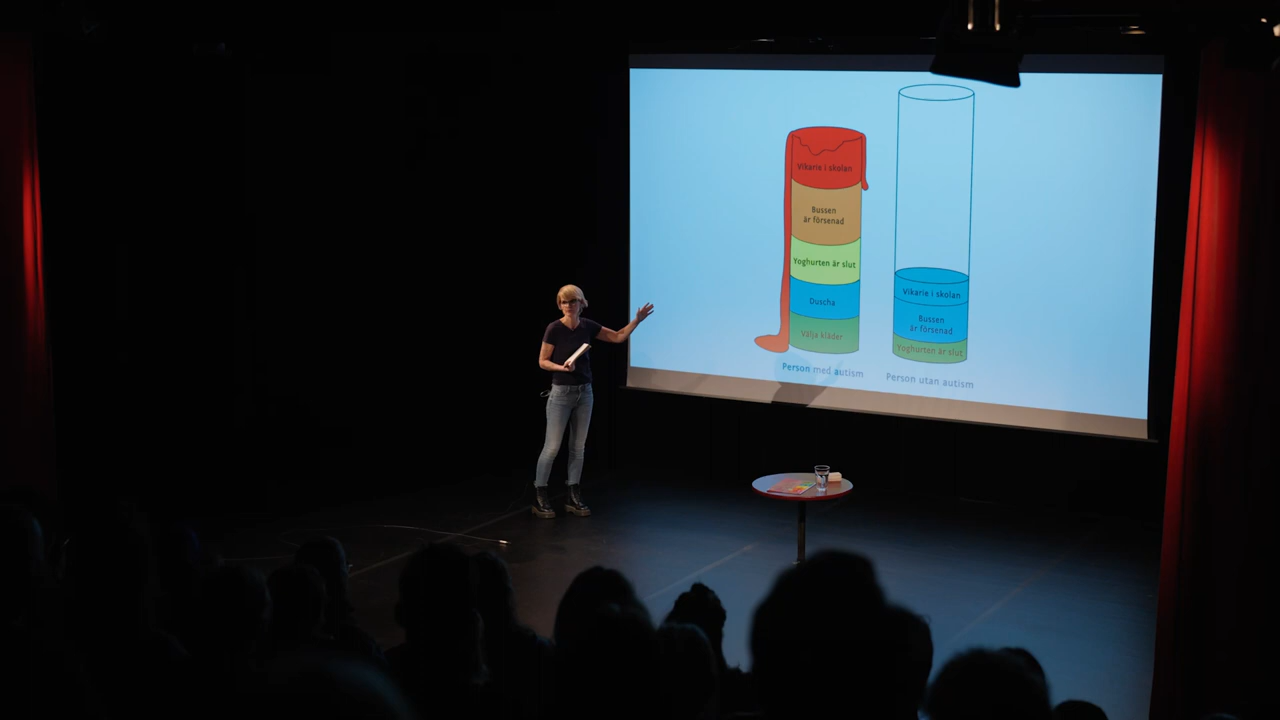 Vikarie i skolan
Bussen
är försenad
Yoghurten är slut
Duscha
Välja kläder
Person med autism
Vikarie i skolan
Bussen
är försenad
Yoghurten är slut
Person utan autism